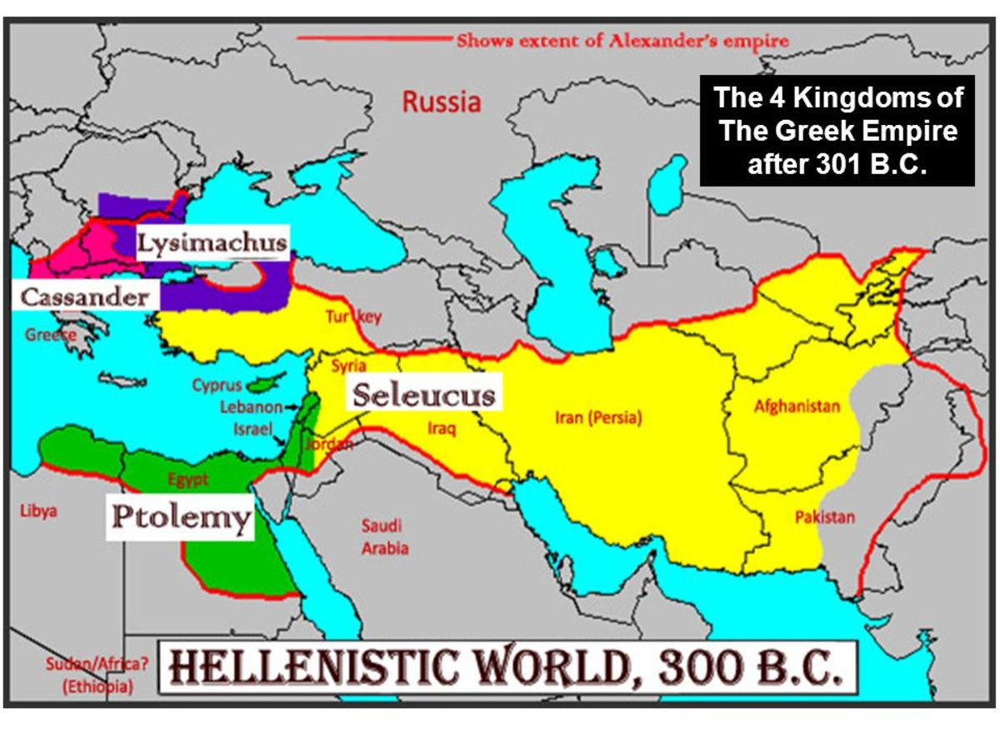 Shows extent of Alexander's empire
Russia
The 4 Kingdoms of
The Greek Empire
after 301 B.C.
Lysimachus
Cassander
Greece
Turkey
Syria
Cyprus
Seleucus
Lebanon
Israel
Jordan
Iraq
Iran (Persia)
Afghanistan
Egypt
Libya
Ptolemy
Saudi
Arabia
Pakistan
Sudan/Africa?
(Ethiopia)
HELLENISTIC WORLD, 300 B.C.